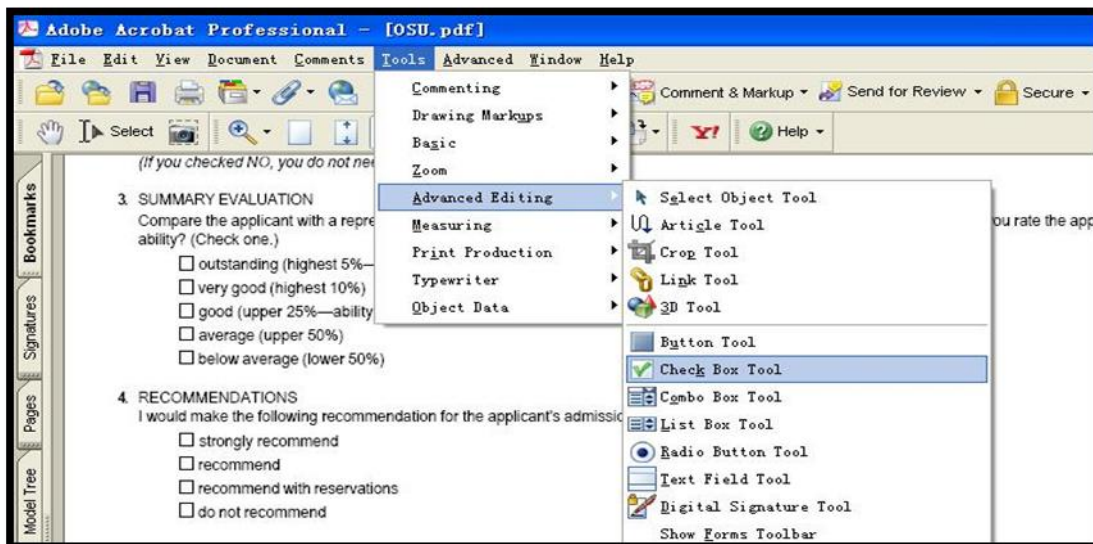 Adobe Acrobat Professional - [OSU.pdf]
File Edit View Document Comments Tools Advanced Window Help
Comment & Markup Send for Review Secure
Select Y! Help
Commenting
Drawing Markups
Basic
Zoom
Advanced Editing
Measuring
Print Production
Typewriter
Object Data
Select Object Tool
Article Tool
Crop Tool
Link Tool
3D Tool
Button Tool
Check Box Tool
Combo Box Tool
List Box Tool
Radio Button Tool
Text Field Tool
Digital Signature Tool
Show Forms Toolbar
Bookmarks
Signatures
Pages
Model Tree
(If you checked NO, you do not
3. SUMMARY EVALUATION
Compare the applicant with a you rate the
ability? (Check one.)
outstanding (highest 5%—
very good (highest 10%)
good (upper 25%—ability
average (upper 50%)
below average (lower 50%)
4. RECOMMENDATIONS
I would make the following recommendation for the applicant's
strongly recommend
recommend
recommend with reservations
do not recommend